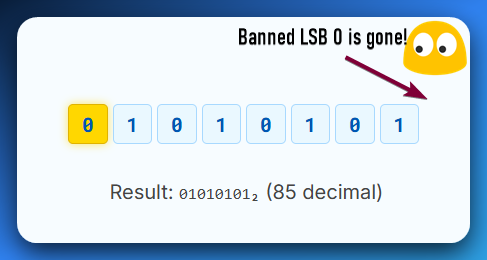 Banned LSB 0 is gone!
0 1 0 1 0 1 0 1
Result: 01010101₂ (85 decimal)